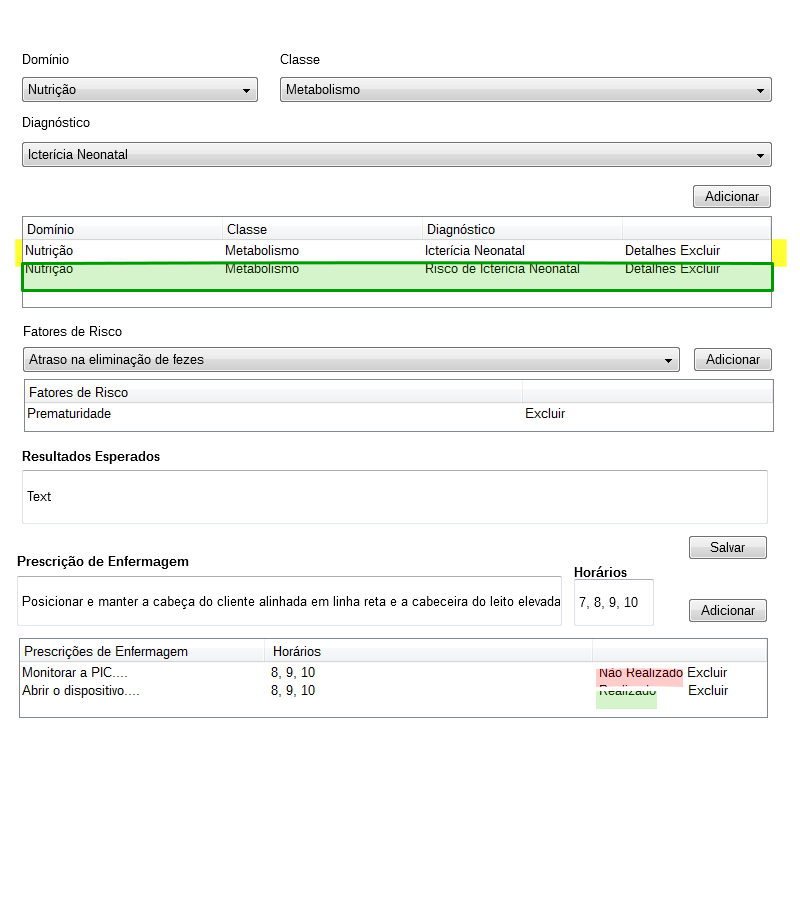 Domínio Classe
Nutrição Metabolismo
Diagnóstico
Icterícia Neonatal
Adicionar
Domínio Classe Diagnóstico
Nutrição Metabolismo Icterícia Neonatal Detalhes Excluir
Nutrição Metabolismo Risco de Icterícia Neonatal Detalhes Excluir
Fatores de Risco
Atraso na eliminação de fezes Adicionar
Fatores de Risco
Prematuridade Excluir
Resultados Esperados
Text
Salvar
Prescrição de Enfermagem
Horários
Posicionar e manter a cabeça do cliente alinhada em linha reta e a cabeceira do leito elevada 7, 8, 9, 10
Adicionar
Prescrições de Enfermagem Horários
Monitorar a PIC.... 8, 9, 10 Não Realizado Excluir
Abrir o dispositivo.... 8, 9, 10 Realizado Excluir